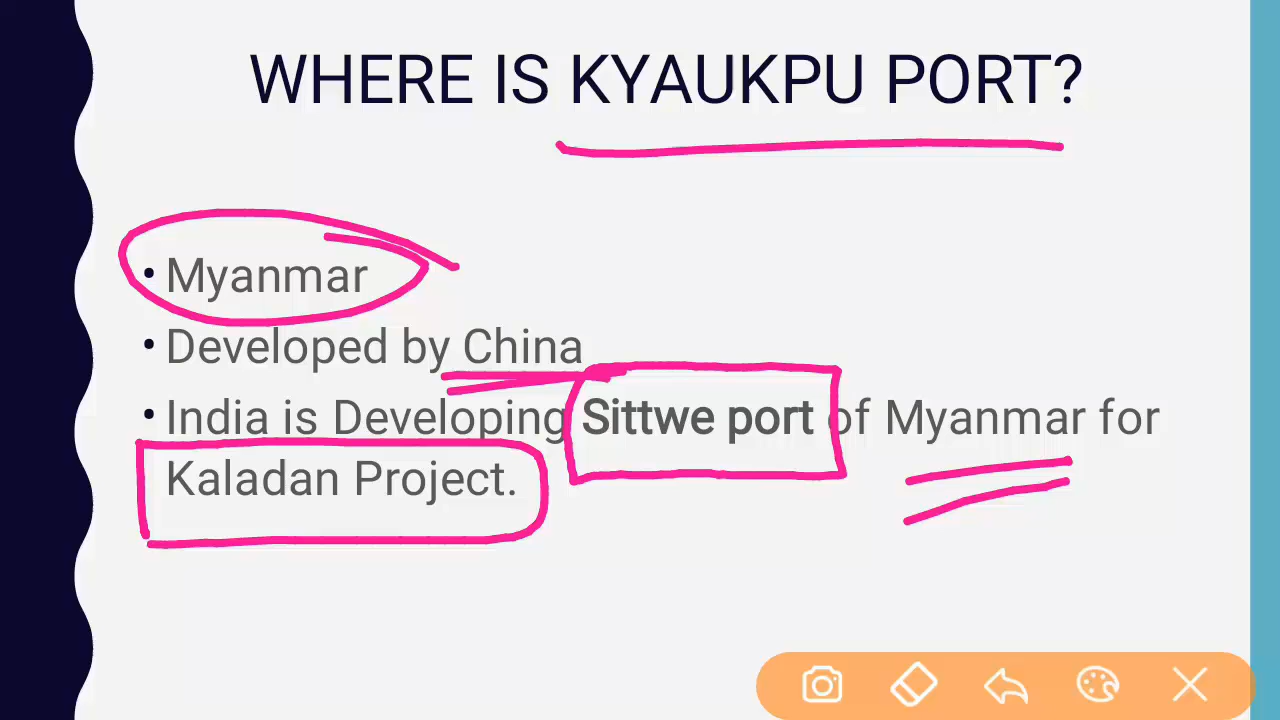 WHERE IS KYAUKPU PORT?
• Myanmar
• Developed by China
• India is Developing Sittwe port of Myanmar for
Kaladan Project.